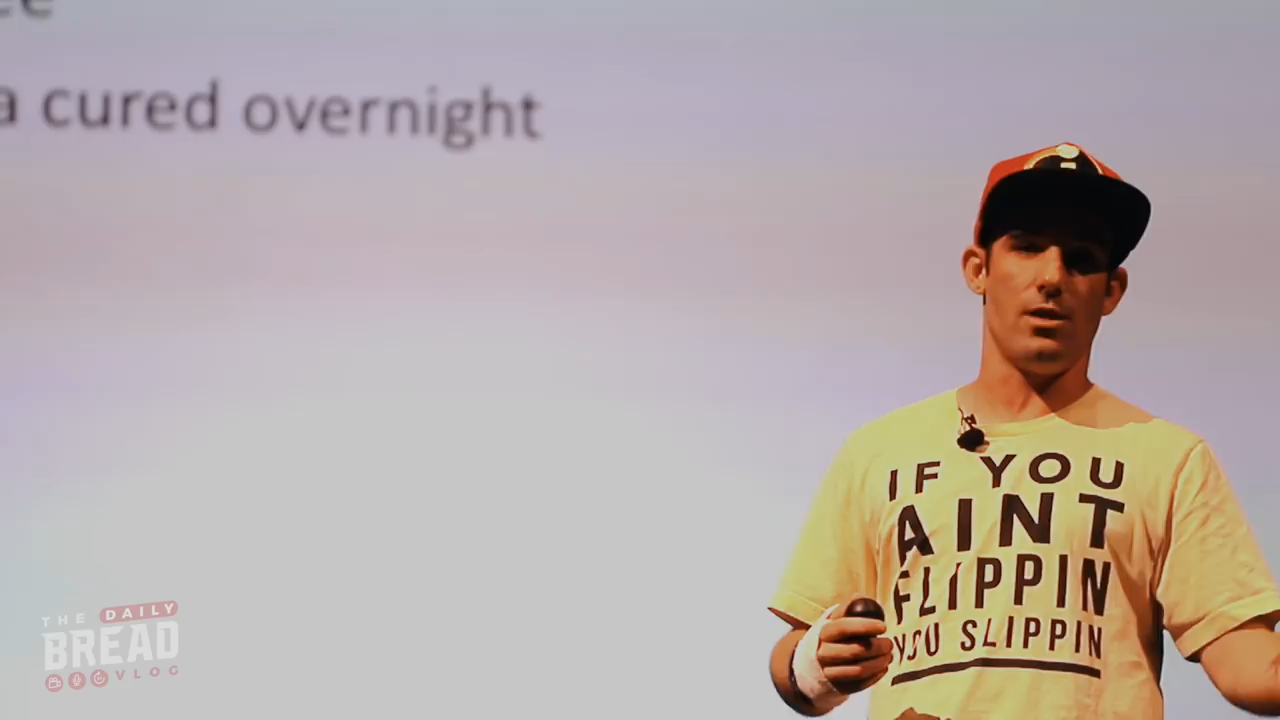 a cured overnight
IF YOU
AINT
FLIPPIN
YOU SLIPPIN
THE DAILY
BREAD
VLOG